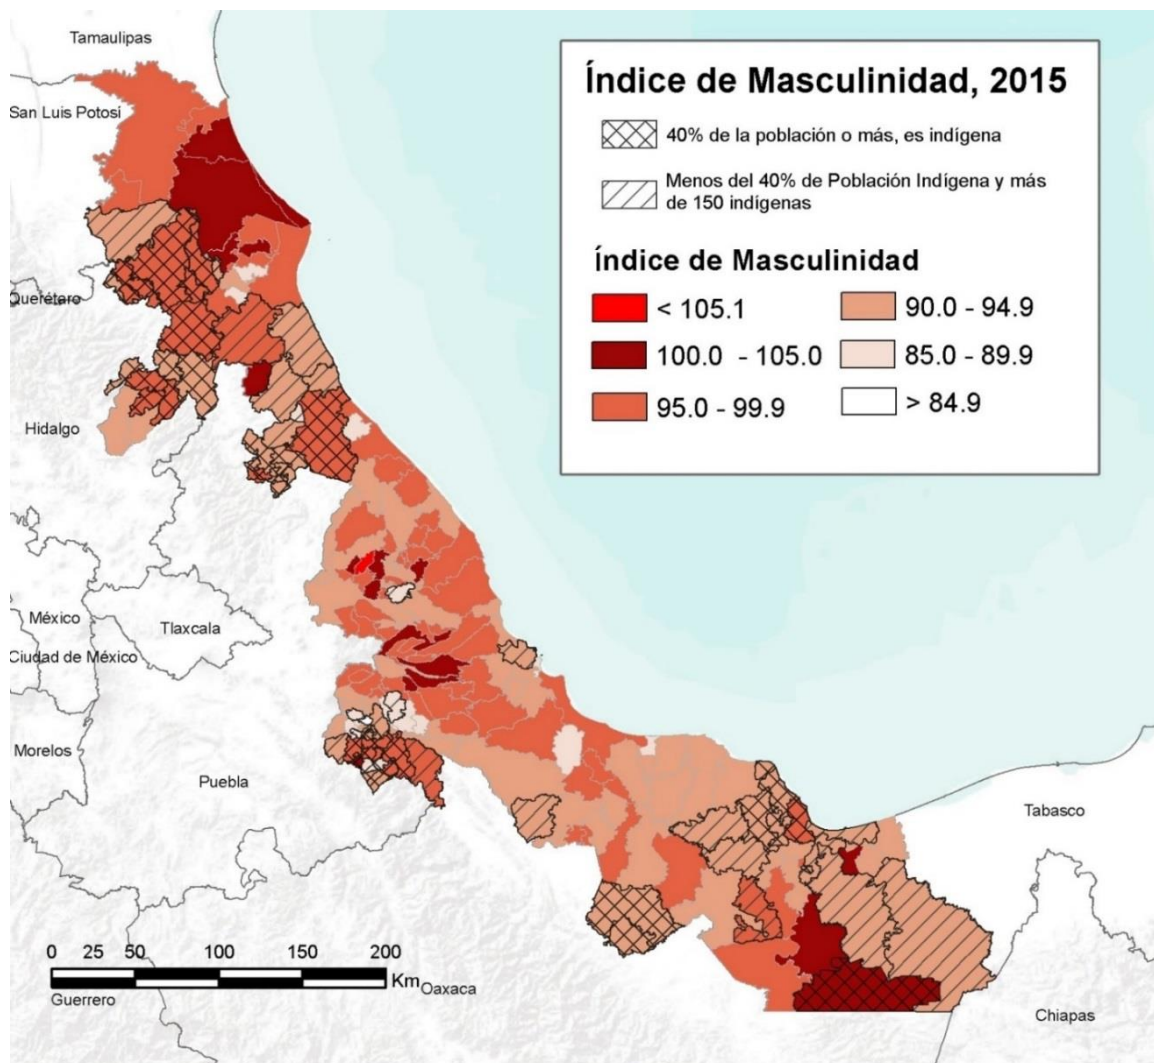 Tamaulipas
San Luis Potosí
Querétaro
Hidalgo
México
Tlaxcala
Ciudad de México
Morelos
Puebla
Guerrero
Oaxaca
Tabasco
Chiapas
Índice de Masculinidad, 2015
40% de la población o más, es indígena
Menos del 40% de Población Indígena y más
de 150 indígenas
índice de Masculinidad
< 105.1
100.0 - 105.0
95.0 - 99.9
90.0 - 94.9
85.0 - 89.9
> 84.9
0 25 50 100 150 200
Km